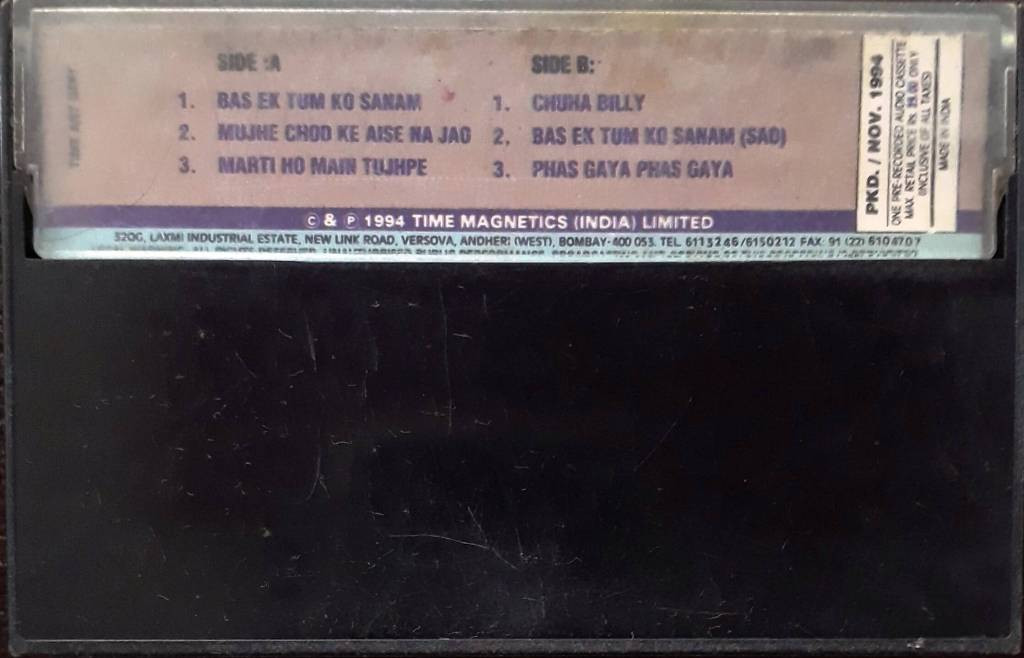 SIDE :A
1. BAS EK TUM KO SANAM
2. MUJHE CHOD KE AISE NA JAO
3. MARTI HO MAIN TUJHPE
SIDE B:
1. CHUHA BILLY
2. BAS EK TUM KO SANAM (SAD)
3. PHAS GAYA PHAS GAYA
© & ℗ 1994 TIME MAGNETICS (INDIA) LIMITED
320G, LAXMI INDUSTRIAL ESTATE, NEW LINK ROAD, VERSOVA, ANDHERI (WEST), BOMBAY-400 053. TEL. 6113246/6150212 FAX: 91 (22) 6104707
PKD. / NOV. 1994
ONE PRE-RECORDED AUDIO CASSETTE
MAX. RETAIL PRICE Rs. ONLY
(INCLUSIVE OF ALL TAXES)
MADE IN INDIA